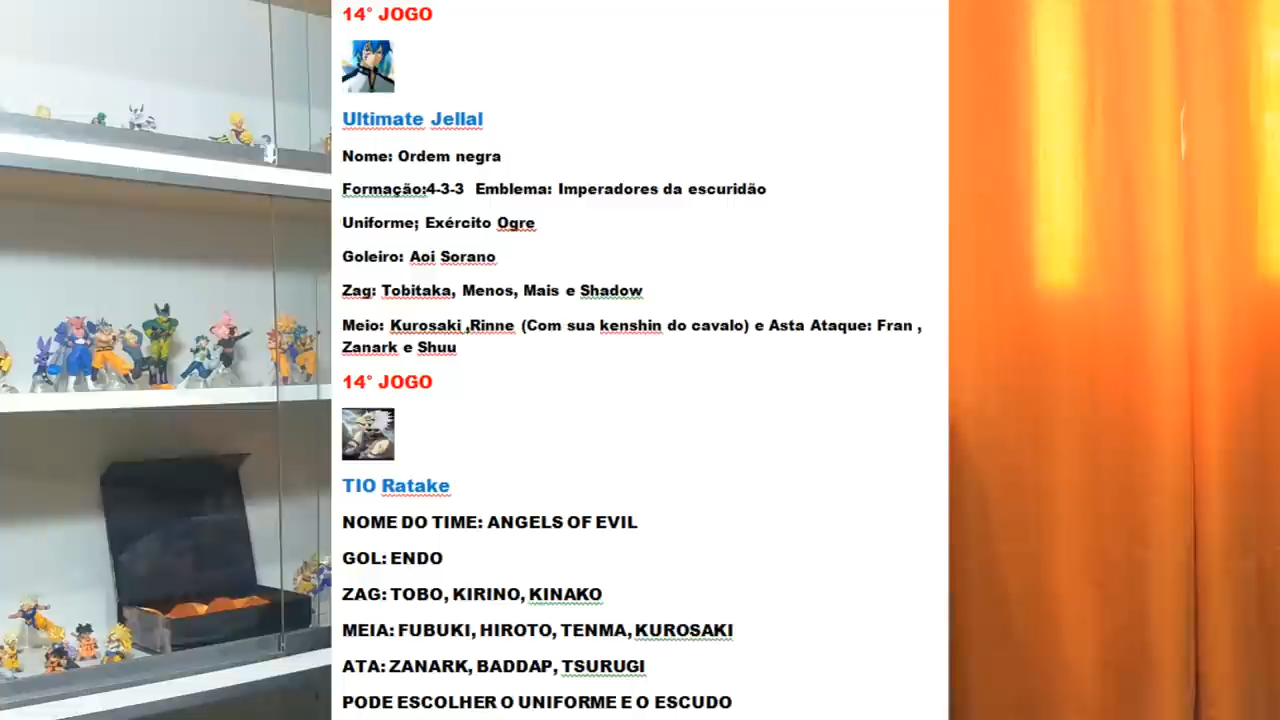 14° JOGO
Ultimate Jellal
Nome: Ordem negra
Formação:4-3-3 Emblema: Imperadores da escuridão
Uniforme; Exército Ogre
Goleiro: Aoi Sorano
Zag: Tobitaka, Menos, Mais e Shadow
Meio: Kurosaki ,Rinne (Com sua kenshin do cavalo) e Asta Ataque: Fran ,
Zanark e Shuu
14° JOGO
TIO Ratake
NOME DO TIME: ANGELS OF EVIL
GOL: ENDO
ZAG: TOBO, KIRINO, KINAKO
MEIA: FUBUKI, HIROTO, TENMA, KUROSAKI
ATA: ZANARK, BADDAP, TSURUGI
PODE ESCOLHER O UNIFORME E O ESCUDO